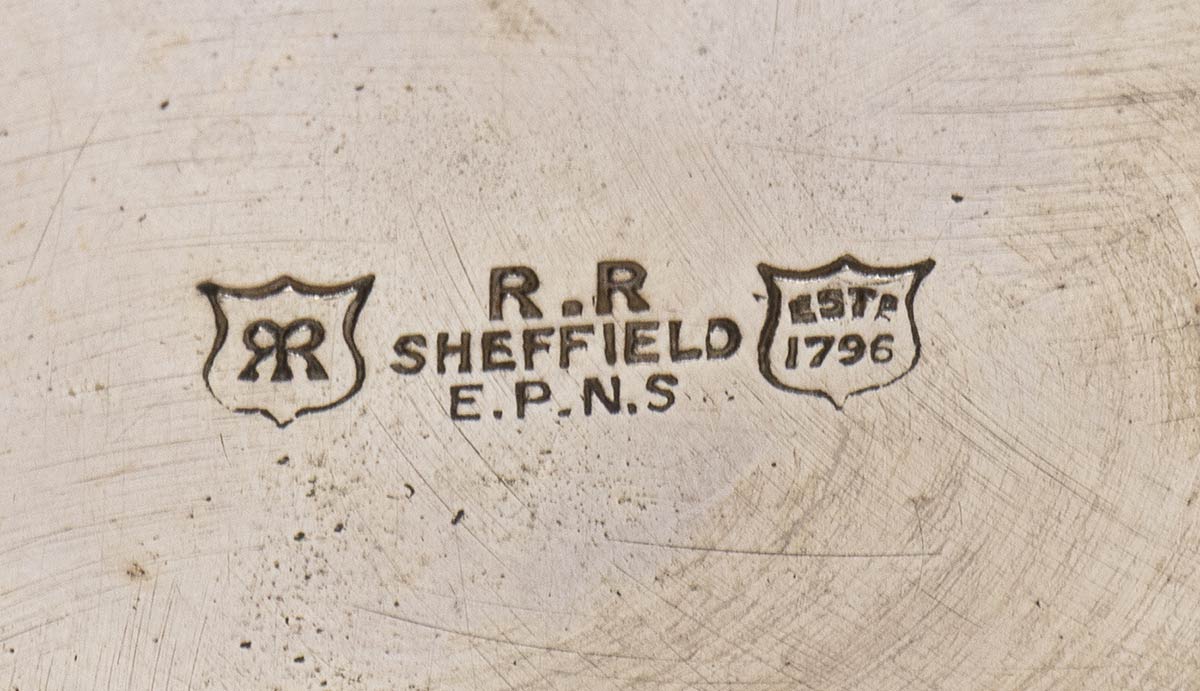 RR
R.R
SHEFFIELD
E.P.N.S
ESTD
1796